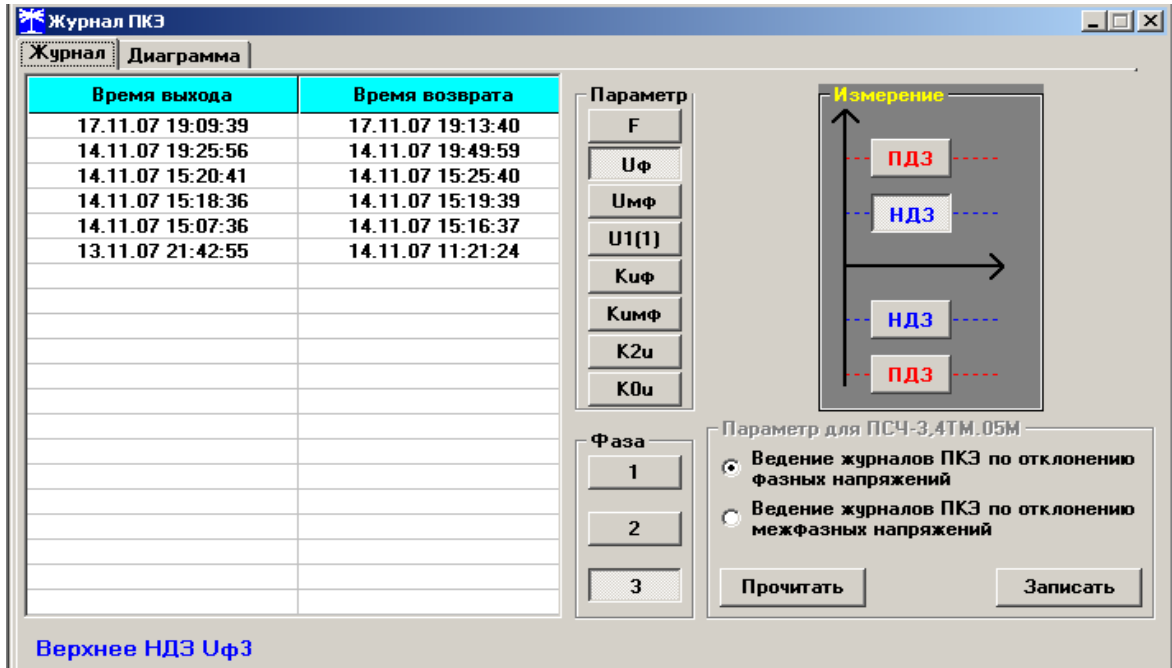 Журнал ПКЭ
Журнал Диаграмма
Время выхода Время возврата
17.11.07 19:09:39 17.11.07 19:13:40
14.11.07 19:25:56 14.11.07 19:49:59
14.11.07 15:20:41 14.11.07 15:25:40
14.11.07 15:18:36 14.11.07 15:19:39
14.11.07 15:07:36 14.11.07 15:16:37
13.11.07 21:42:55 14.11.07 11:21:24
Параметр
F
Uф
Uмф
U1(1)
Kиф
Kимф
K2и
K0и
Фаза
1
2
3
Измерение
ПДЗ
НДЗ
НДЗ
ПДЗ
Параметр для ПСЧ-3,4ТМ.05М
Ведение журналов ПКЭ по отклонению
фазных напряжений
Ведение журналов ПКЭ по отклонению
межфазных напряжений
Прочитать Записать
Верхнее НДЗ Uф3